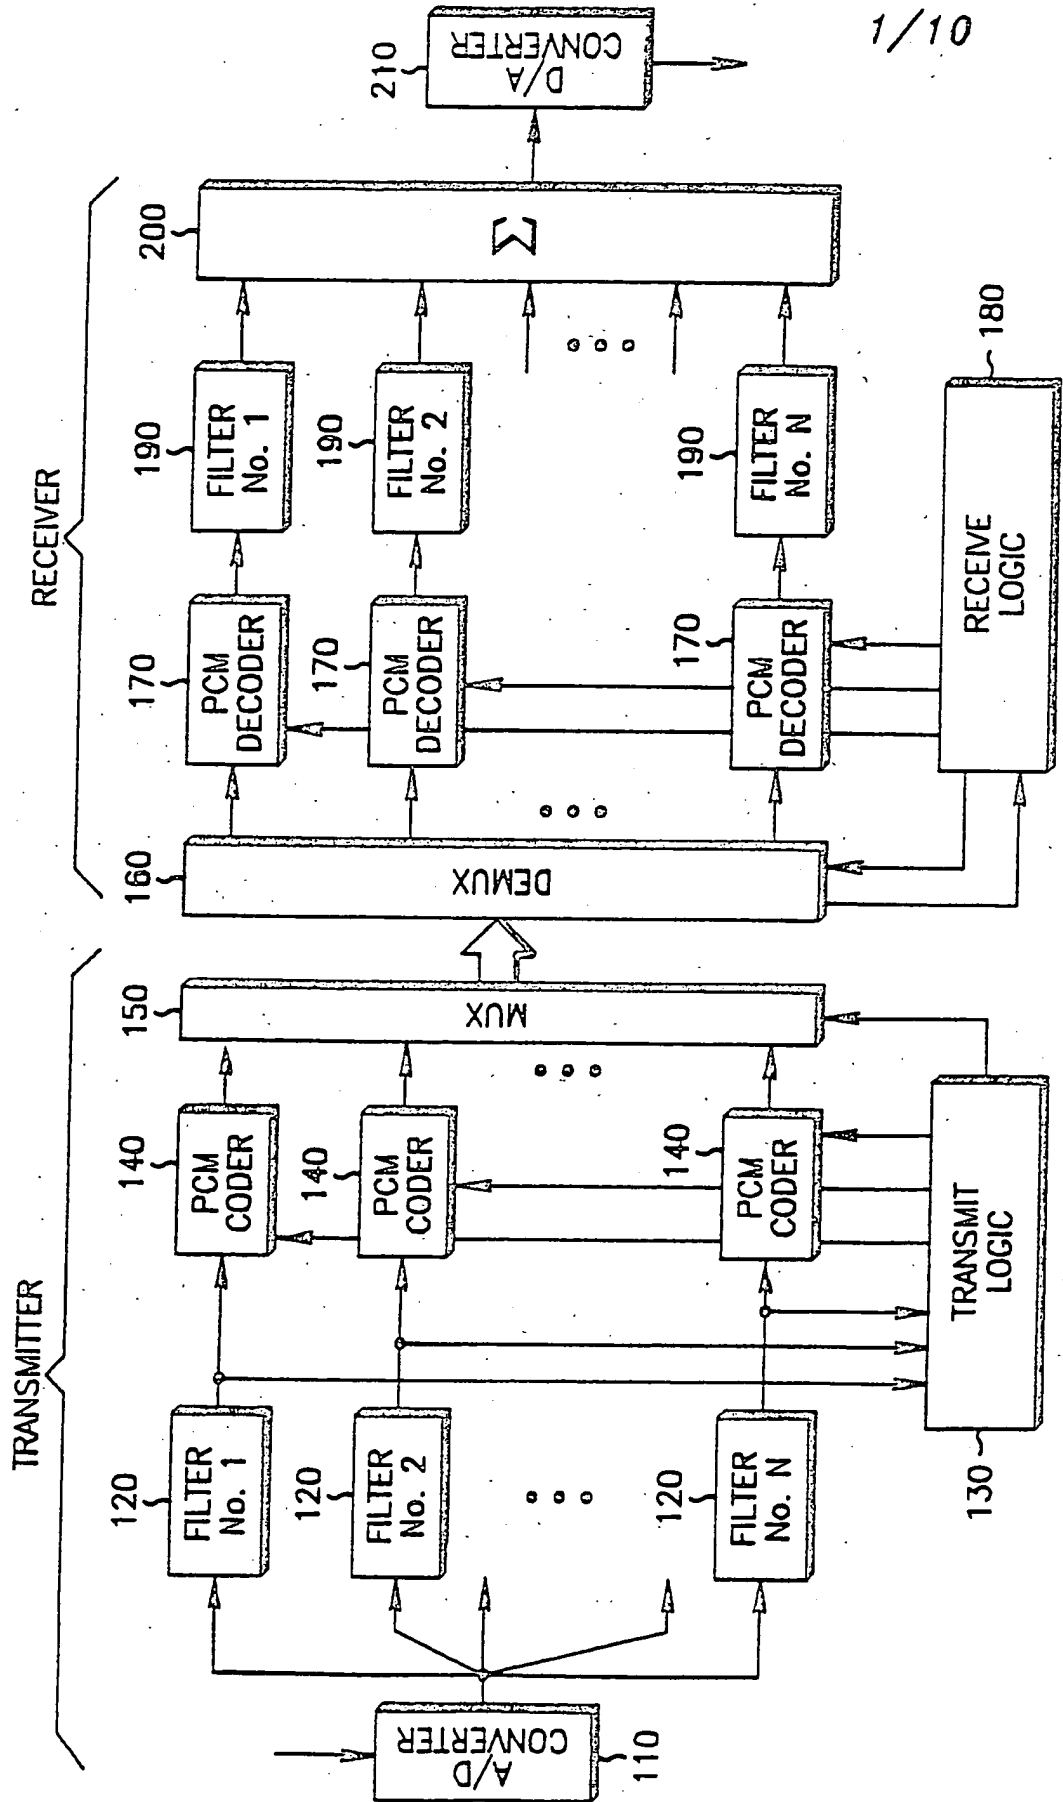 1/10
TRANSMITTER
RECEIVER
110
A/D
CONVERTER
120
FILTER
No. 1
120
FILTER
No. 2
120
FILTER
No. N
130
TRANSMIT
LOGIC
140
PCM
CODER
140
PCM
CODER
140
PCM
CODER
150
MUX
160
DEMUX
170
PCM
DECODER
170
PCM
DECODER
170
PCM
DECODER
180
RECEIVE
LOGIC
190
FILTER
No. 1
190
FILTER
No. 2
190
FILTER
No. N
200
Σ
210
D/A
CONVERTER